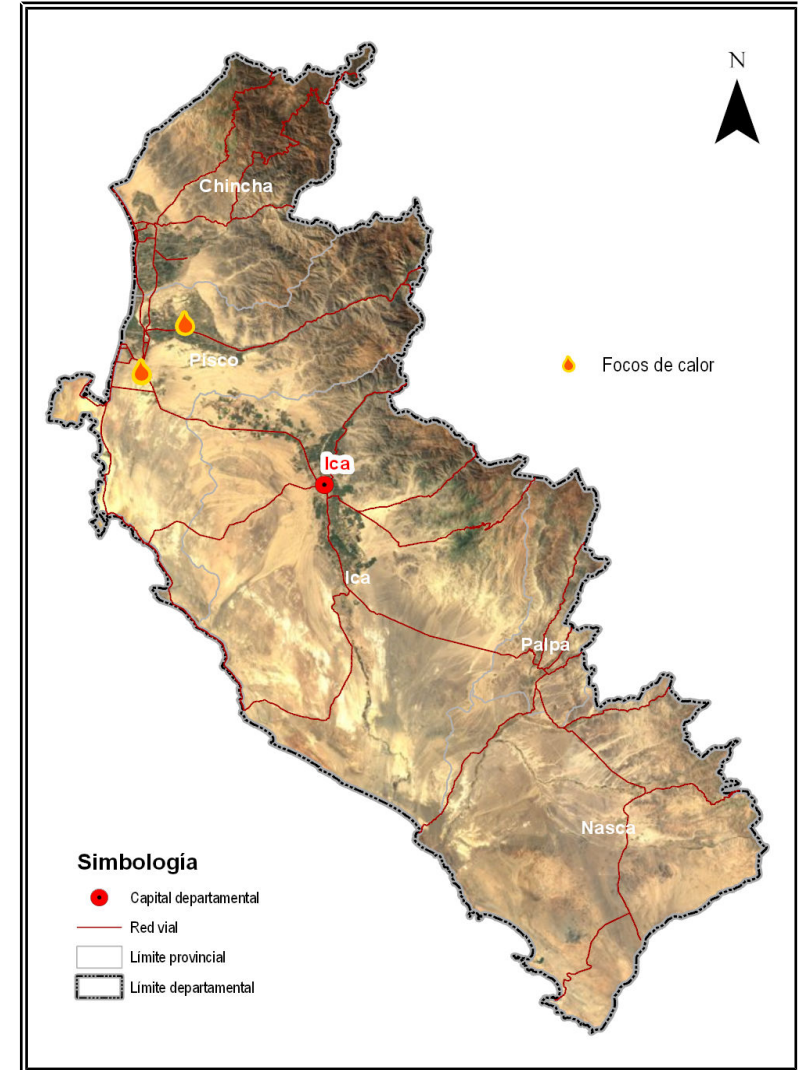 N
Chincha
Pisco
Focos de calor
Ica
Ica
Palpa
Nasca
Simbología
Capital departamental
Red vial
Límite provincial
Límite departamental